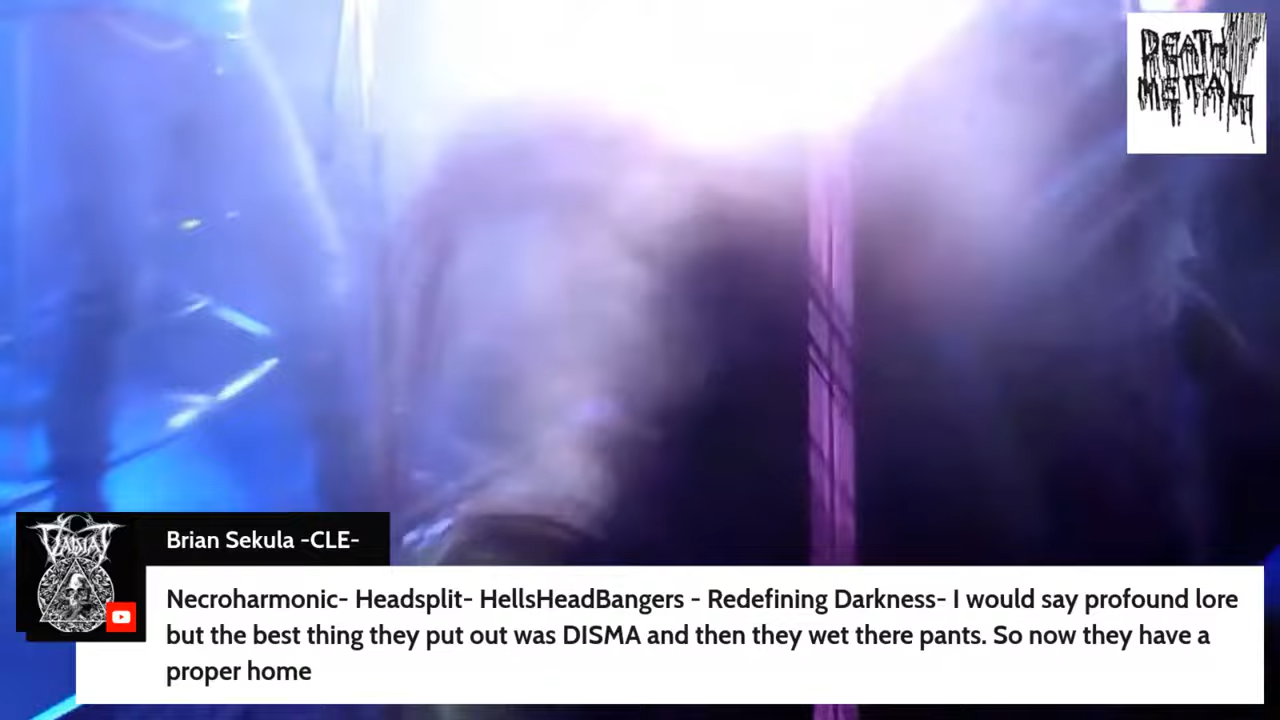 DEATH
METAL
VADIAT
Brian Sekula -CLE-
Necroharmonic- Headsplit- HellsHeadBangers - Redefining Darkness- I would say profound lore
but the best thing they put out was DISMA and then they wet there pants. So now they have a
proper home